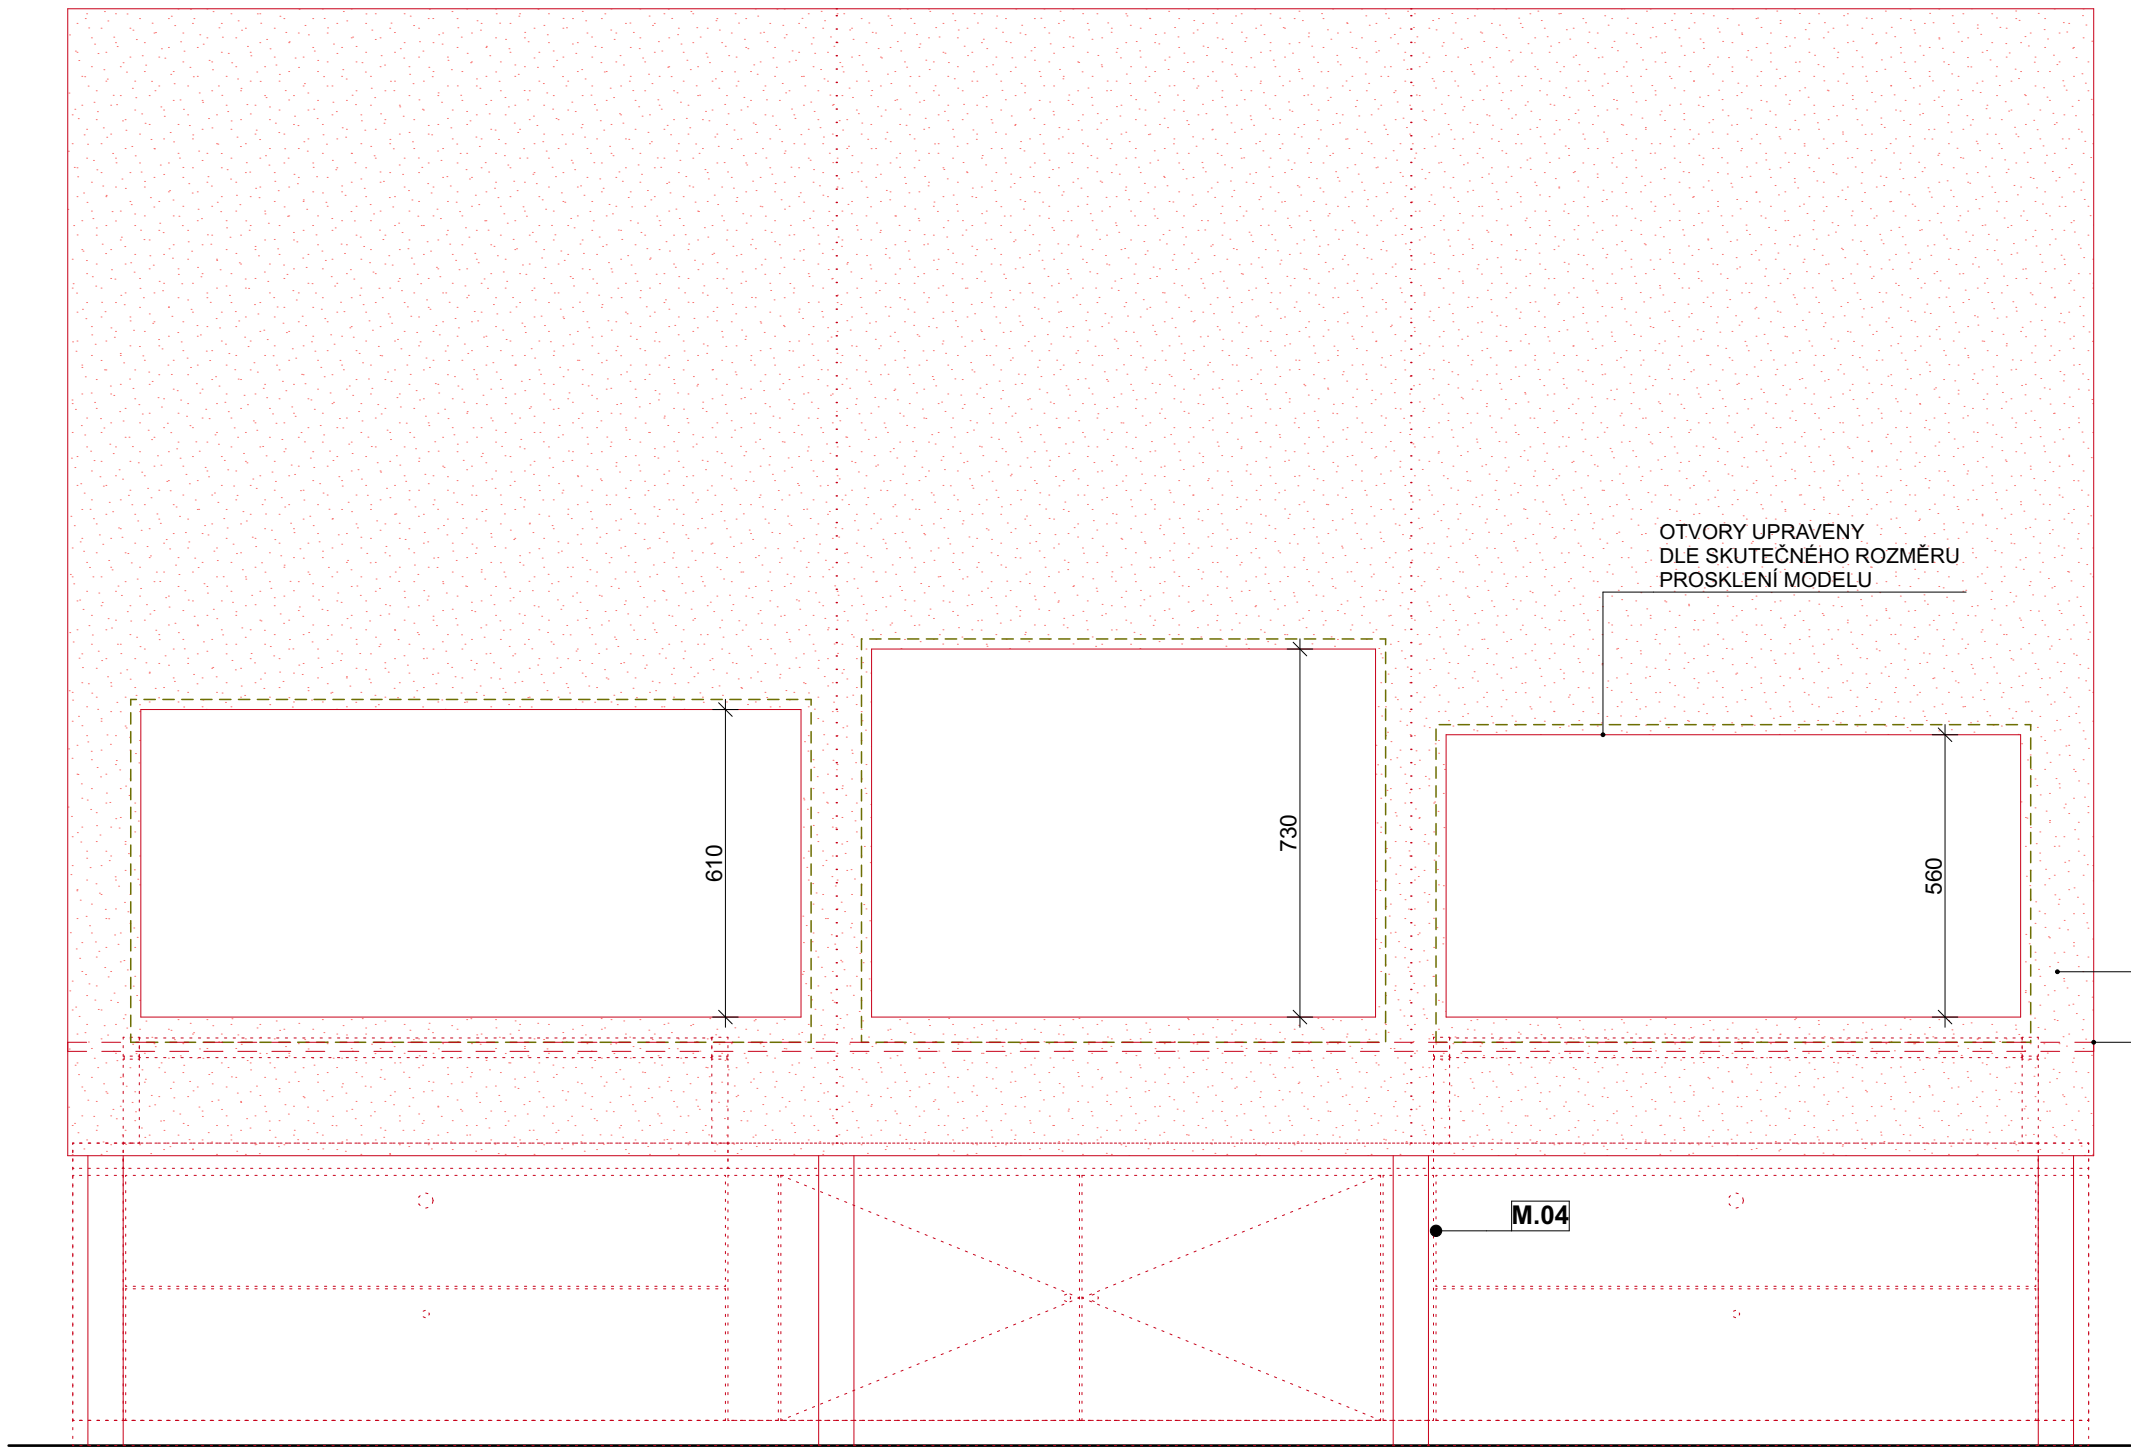 OTVORY UPRAVENY
DLE SKUTEČNÉHO ROZMĚRU
PROSKLENÍ MODELU
610
730
560
M.04